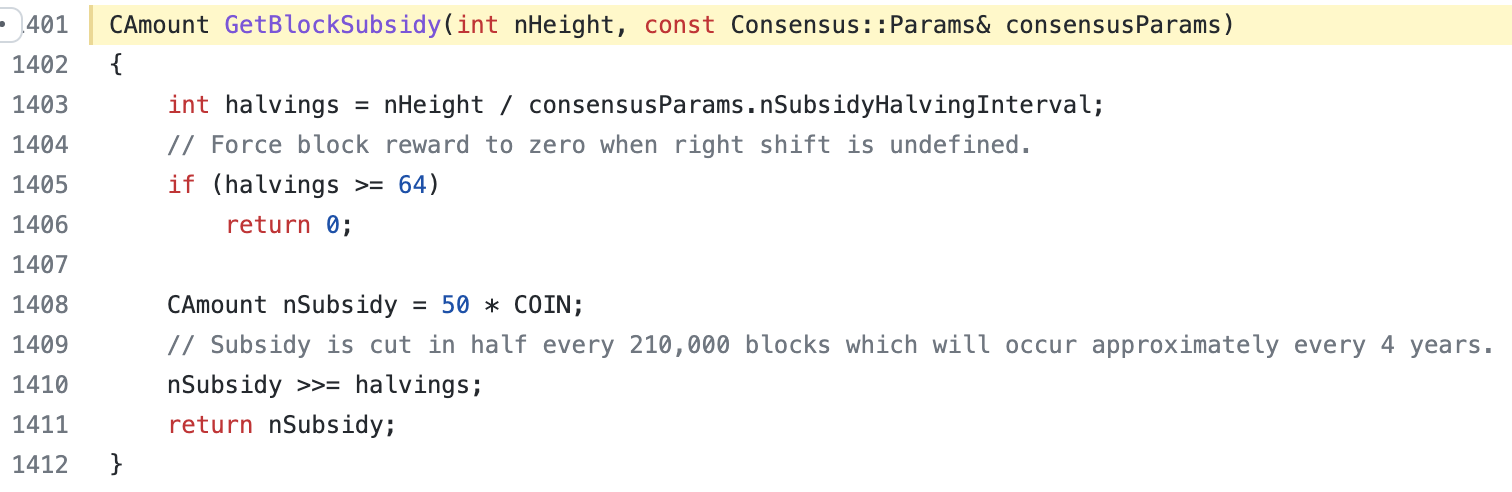 1401 CAmount GetBlockSubsidy(int nHeight, const Consensus::Params& consensusParams)
1402 {
1403     int halvings = nHeight / consensusParams.nSubsidyHalvingInterval;
1404     // Force block reward to zero when right shift is undefined.
1405     if (halvings >= 64)
1406         return 0;
1407
1408     CAmount nSubsidy = 50 * COIN;
1409     // Subsidy is cut in half every 210,000 blocks which will occur approximately every 4 years.
1410     nSubsidy >>= halvings;
1411     return nSubsidy;
1412 }